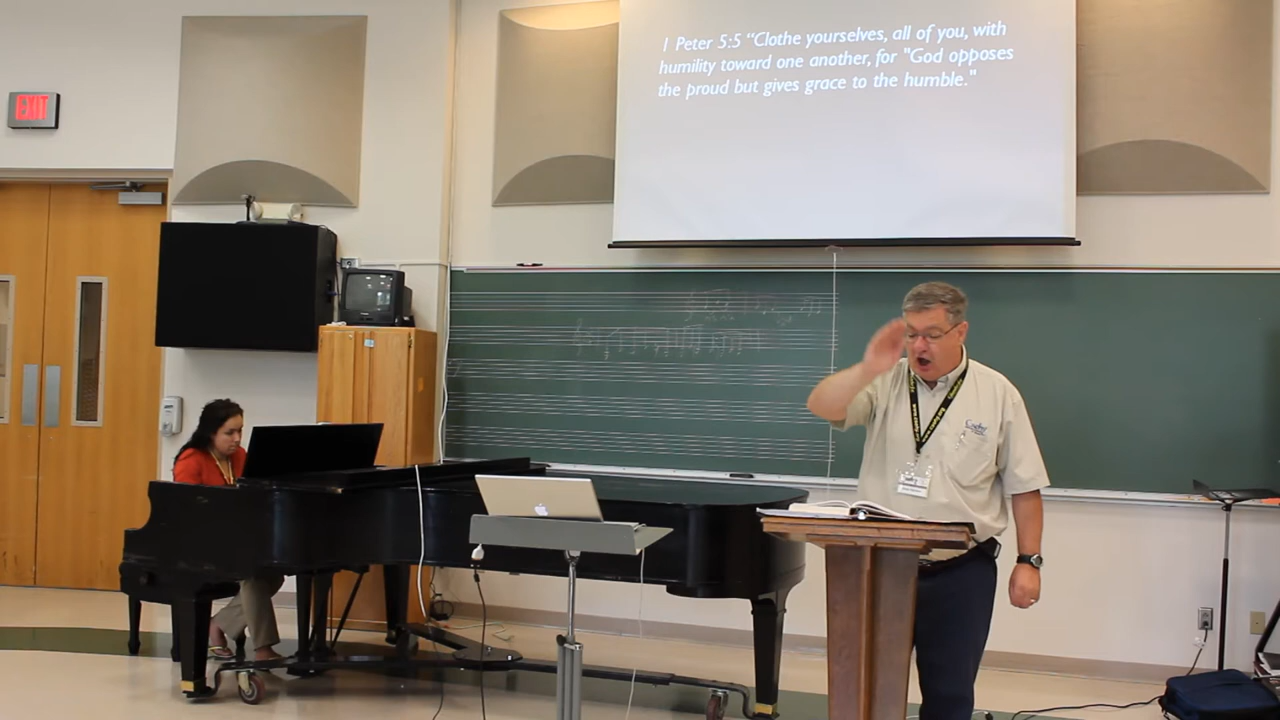 EXIT
1 Peter 5:5 “Clothe yourselves, all of you, with
humility toward one another, for "God opposes
the proud but gives grace to the humble."